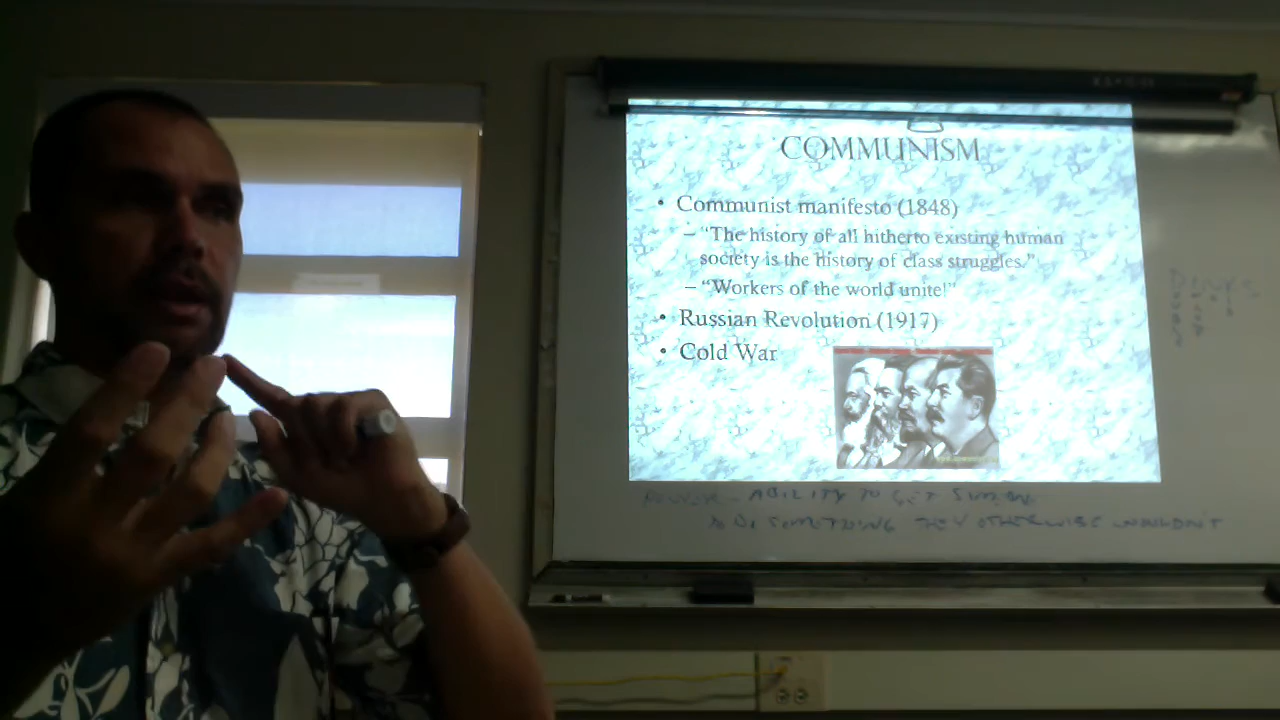 COMMUNISM
• Communist manifesto (1848)
– “The history of all hitherto existing human
society is the history of class struggles.”
– “Workers of the world unite!”
• Russian Revolution (1917)
• Cold War
POWER – ABILITY TO GET SOMEONE
TO DO SOMETHING THEY OTHERWISE WOULDN'T